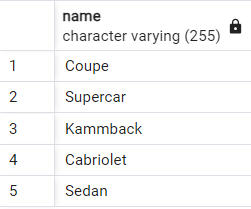 name
character varying (255)
1 Coupe
2 Supercar
3 Kammback
4 Cabriolet
5 Sedan